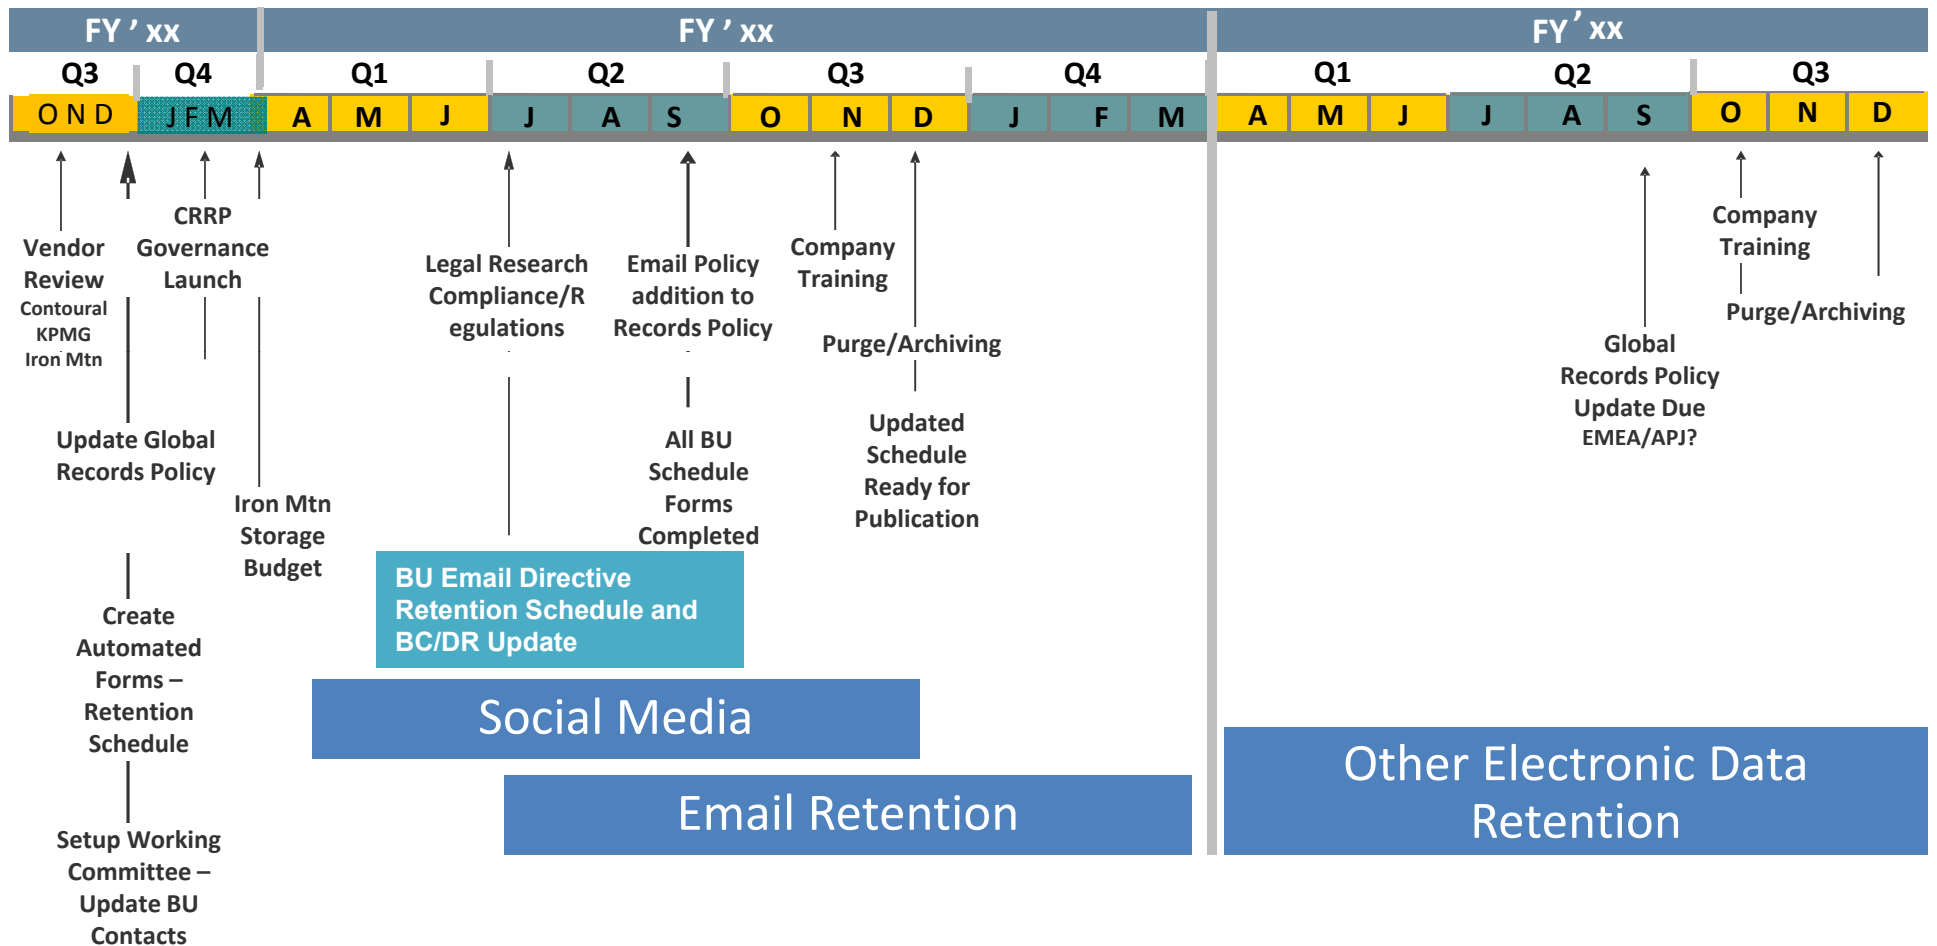 FY ’ xx
FY ’ xx
FY ’ xx
Q3
Q4
Q1
Q2
Q3
Q4
Q1
Q2
Q3
O N D
J F M
A M J
J A S
O N D
J F M
A M J
J A S
O N D
Vendor
Review
Contoural
KPMG
Iron Mtn
CRRP
Governance
Launch
Update Global
Records Policy
Iron Mtn
Storage
Budget
Create
Automated
Forms –
Retention
Schedule
Setup Working
Committee –
Update BU
Contacts
Legal Research
Compliance/R
egulations
Email Policy
addition to
Records Policy
All BU
Schedule
Forms
Completed
Company
Training
Purge/Archiving
Updated
Schedule
Ready for
Publication
Global
Records Policy
Update Due
EMEA/APJ?
Company
Training
Purge/Archiving
BU Email Directive
Retention Schedule and
BC/DR Update
Social Media
Email Retention
Other Electronic Data
Retention